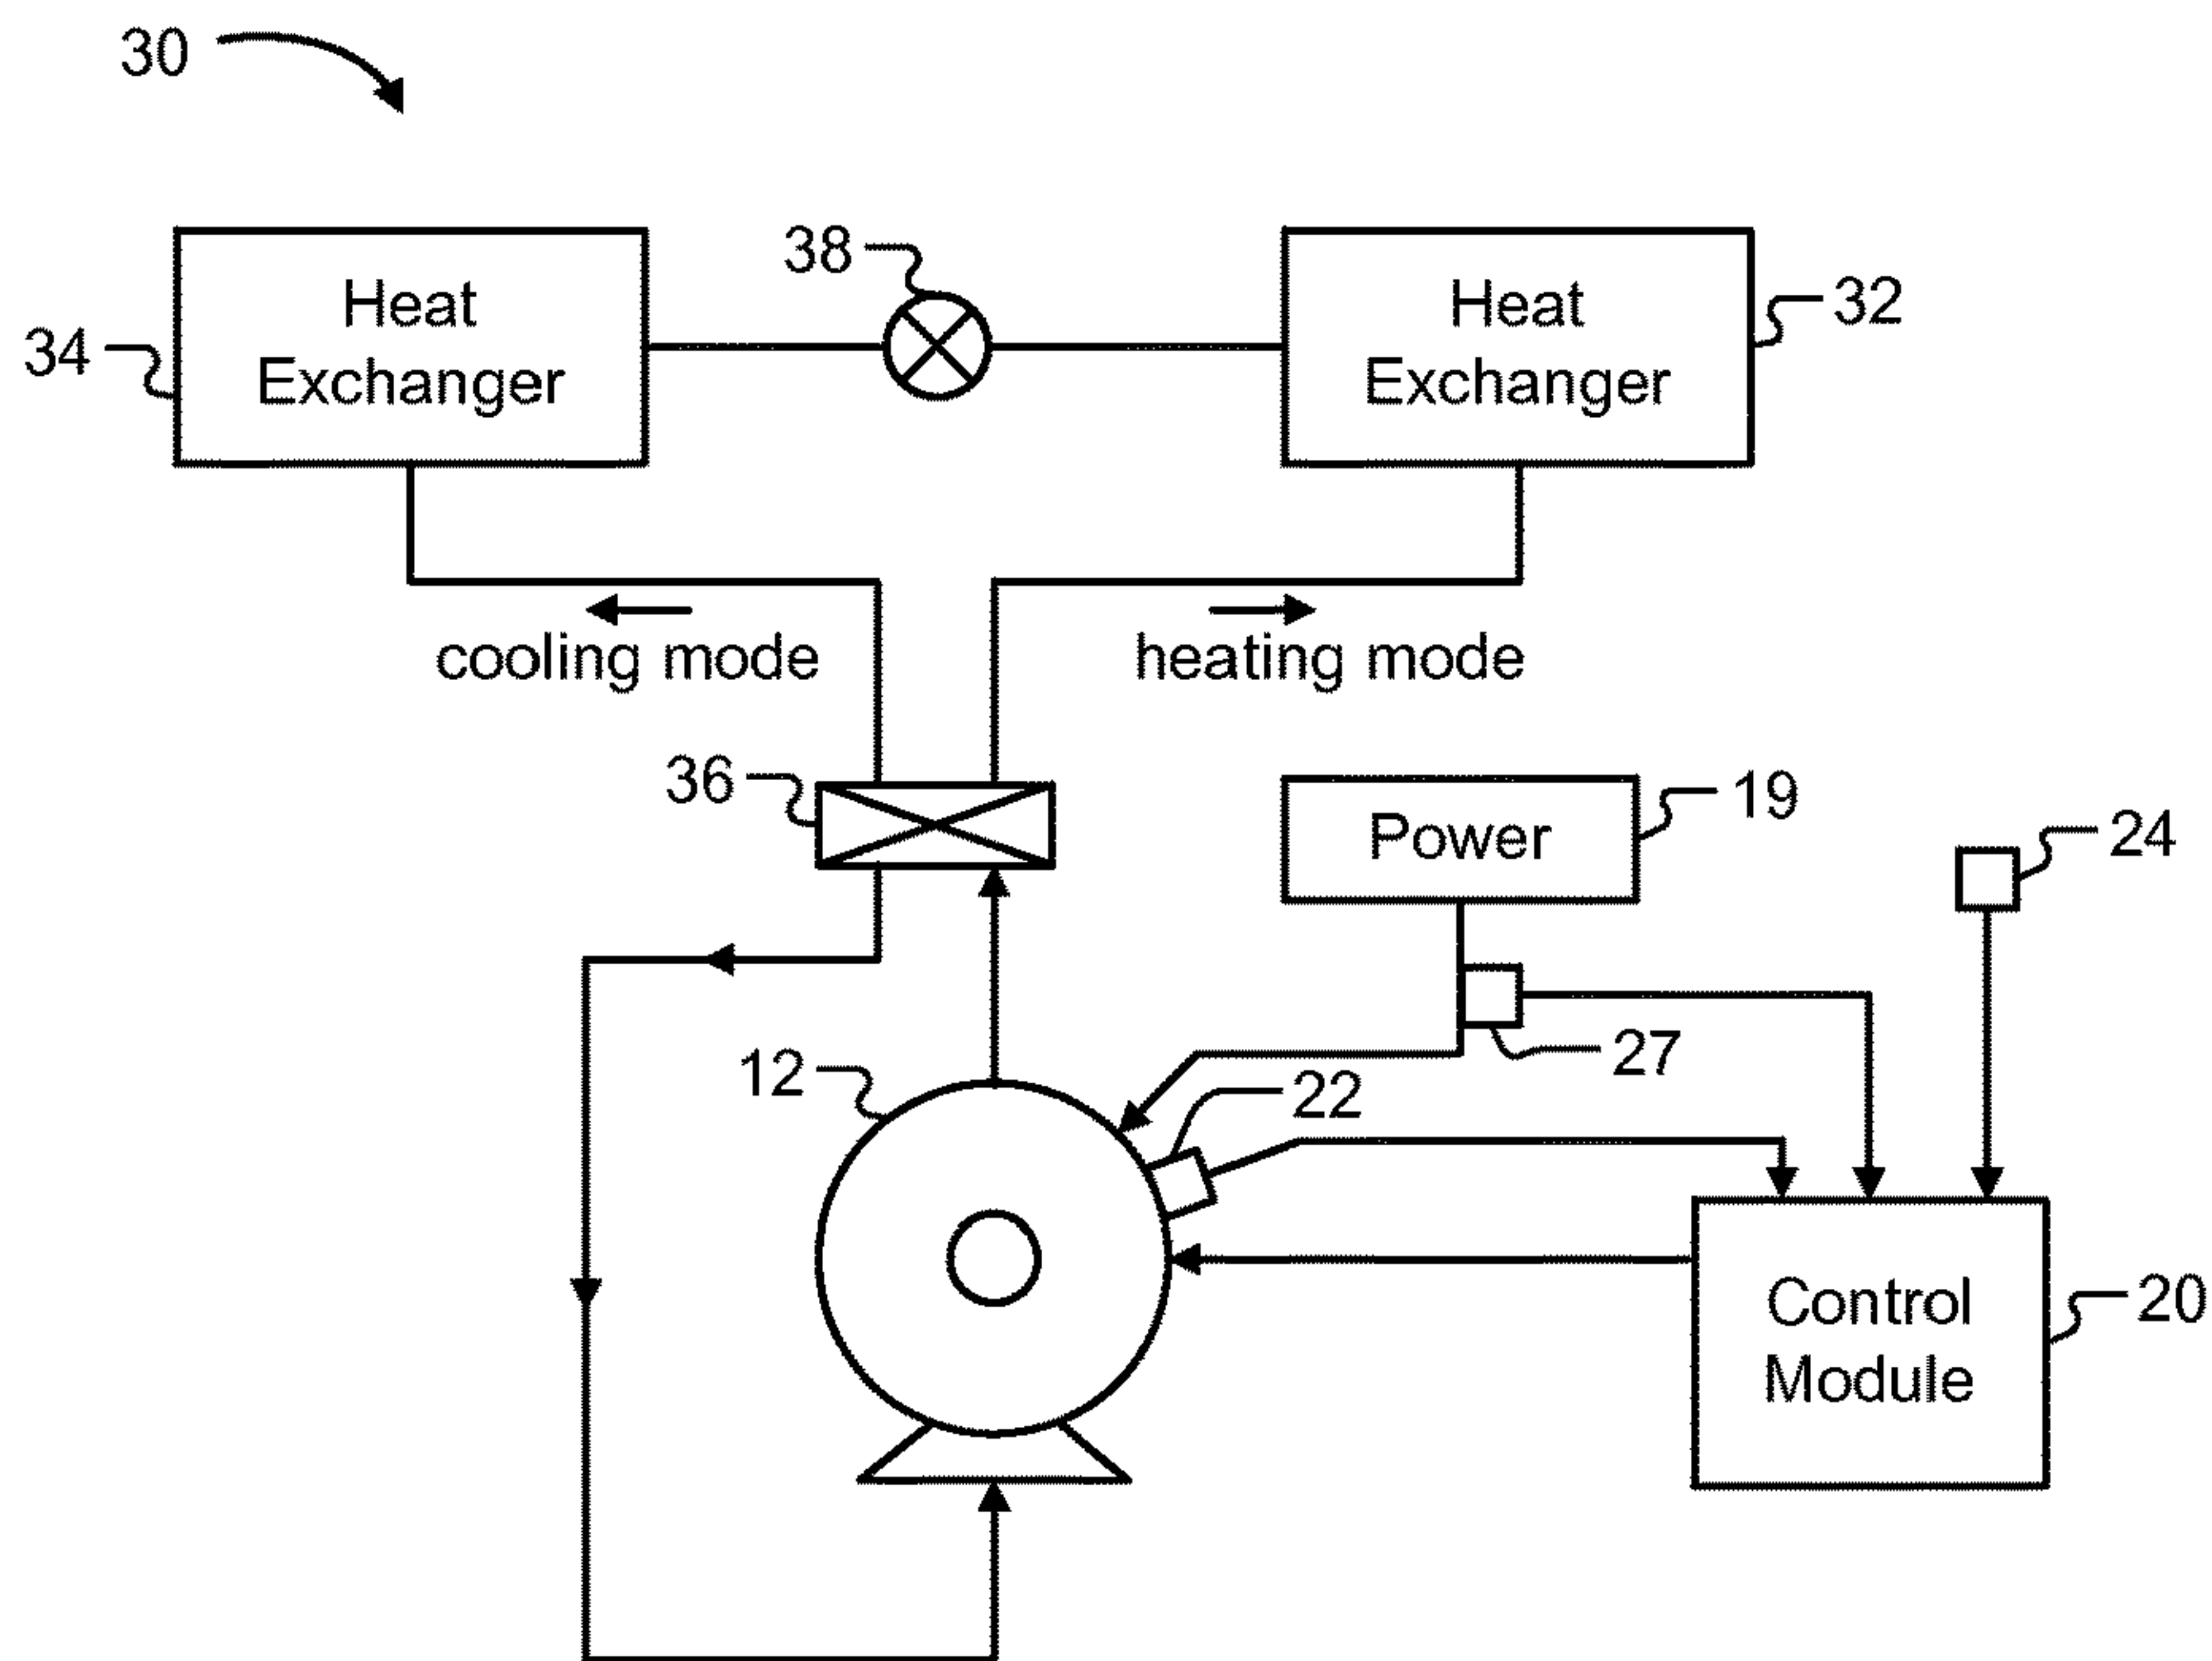 30
38
34
Heat
Exchanger
Heat
Exchanger
32
cooling mode
heating mode
36
Power
19
24
27
12
22
Control
Module
20